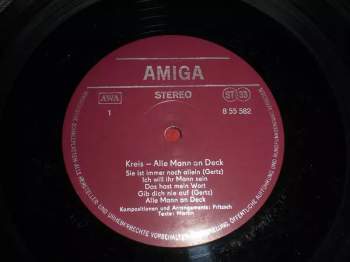 AMIGA
STEREO
AWA
ST 33
1
8 55 582
Kreis – Alle Mann an Deck
Sie ist immer noch allein (Gertz)
Ich will ihr Mann sein
Das hast mein Wort
Gib dich nie auf (Gertz)
Alle Mann an Deck
Kompositionen und Arrangements: Fritzsch
Texte: Martin